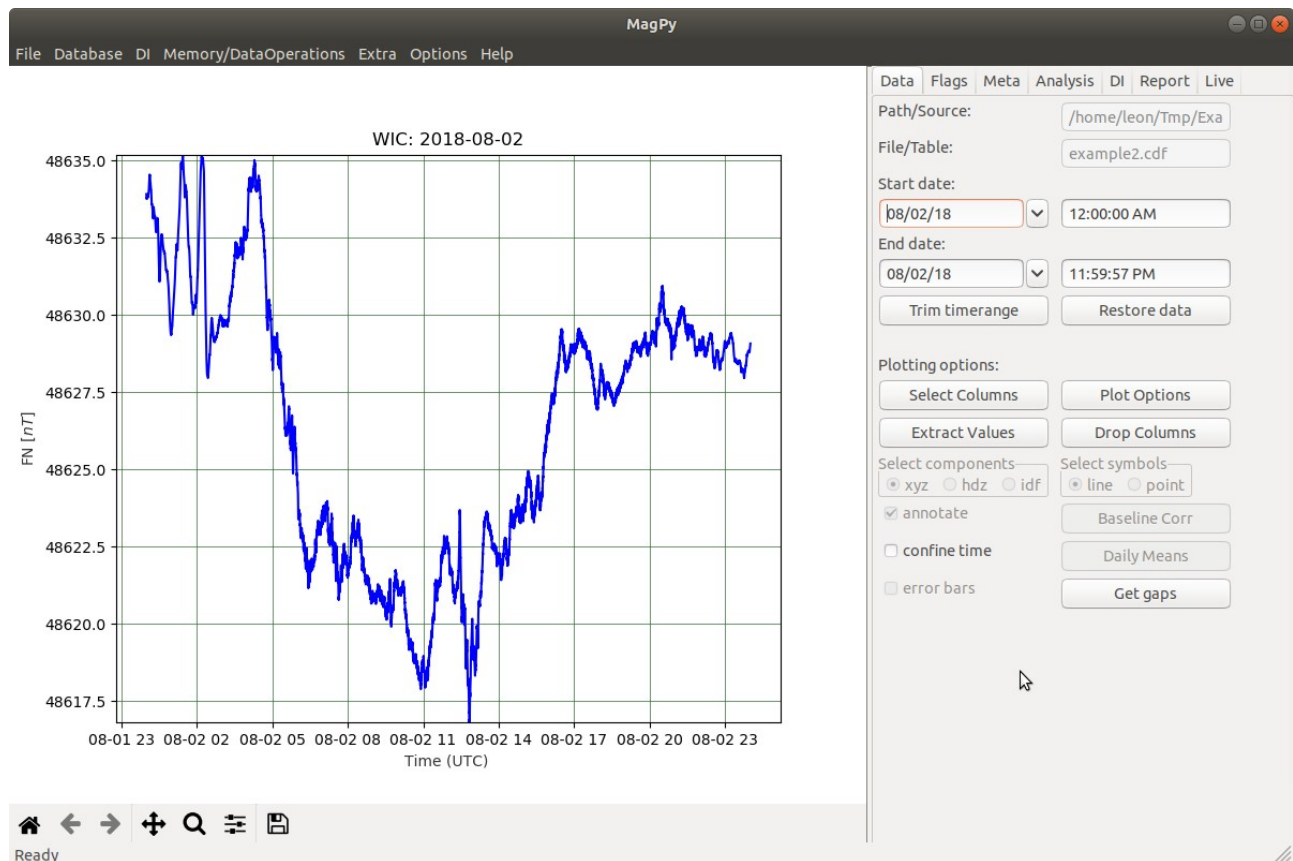 MagPy
File Database DI Memory/DataOperations Extra Options Help
Data Flags Meta Analysis DI Report Live
Path/Source: /home/leon/Tmp/Exa
File/Table: example2.cdf
Start date:
08/02/18 12:00:00 AM
End date:
08/02/18 11:59:57 PM
Trim timerange Restore data
Plotting options:
Select Columns Plot Options
Extract Values Drop Columns
Select components Select symbols
xyz hdz idf line point
annotate Baseline Corr
confine time Daily Means
error bars Get gaps
WIC: 2018-08-02
48635.0
48632.5
48630.0
48627.5
48625.0
48622.5
48620.0
48617.5
FN [nT]
08-01 23 08-02 02 08-02 05 08-02 08 08-02 11 08-02 14 08-02 17 08-02 20 08-02 23
Time (UTC)
Ready